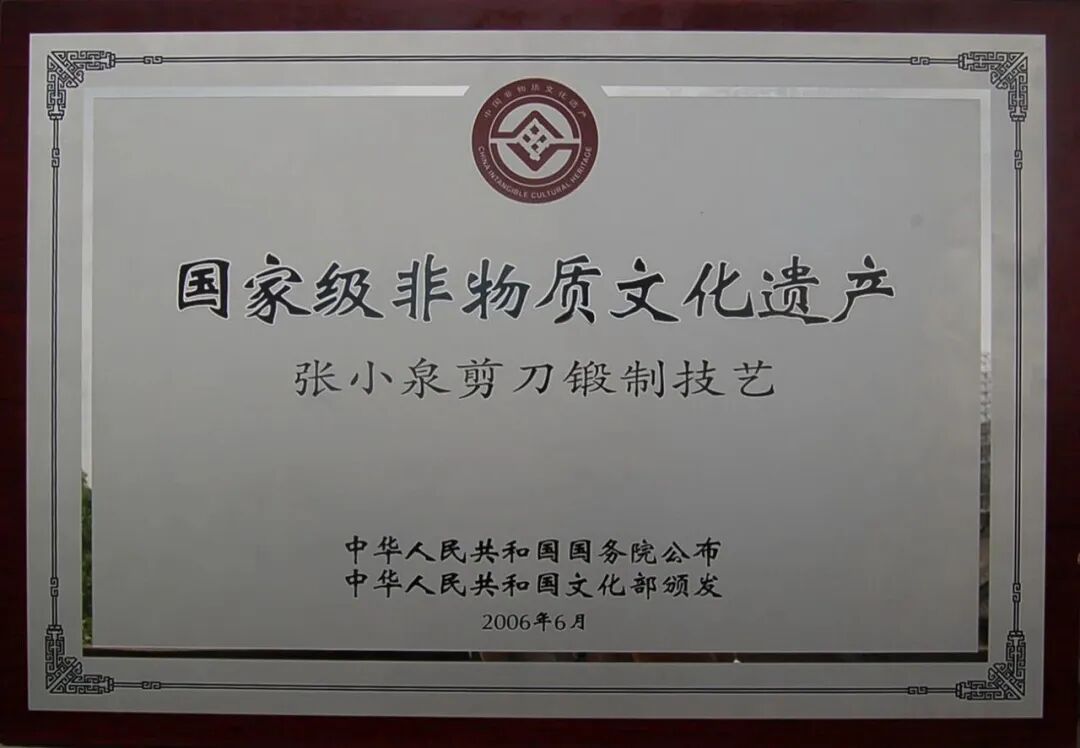 中国非物质文化遗产
CHINA INTANGIBLE CULTURAL HERITAGE
国家级非物质文化遗产
张小泉剪刀锻制技艺
中华人民共和国国务院公布
中华人民共和国文化部颁发
2006年6月